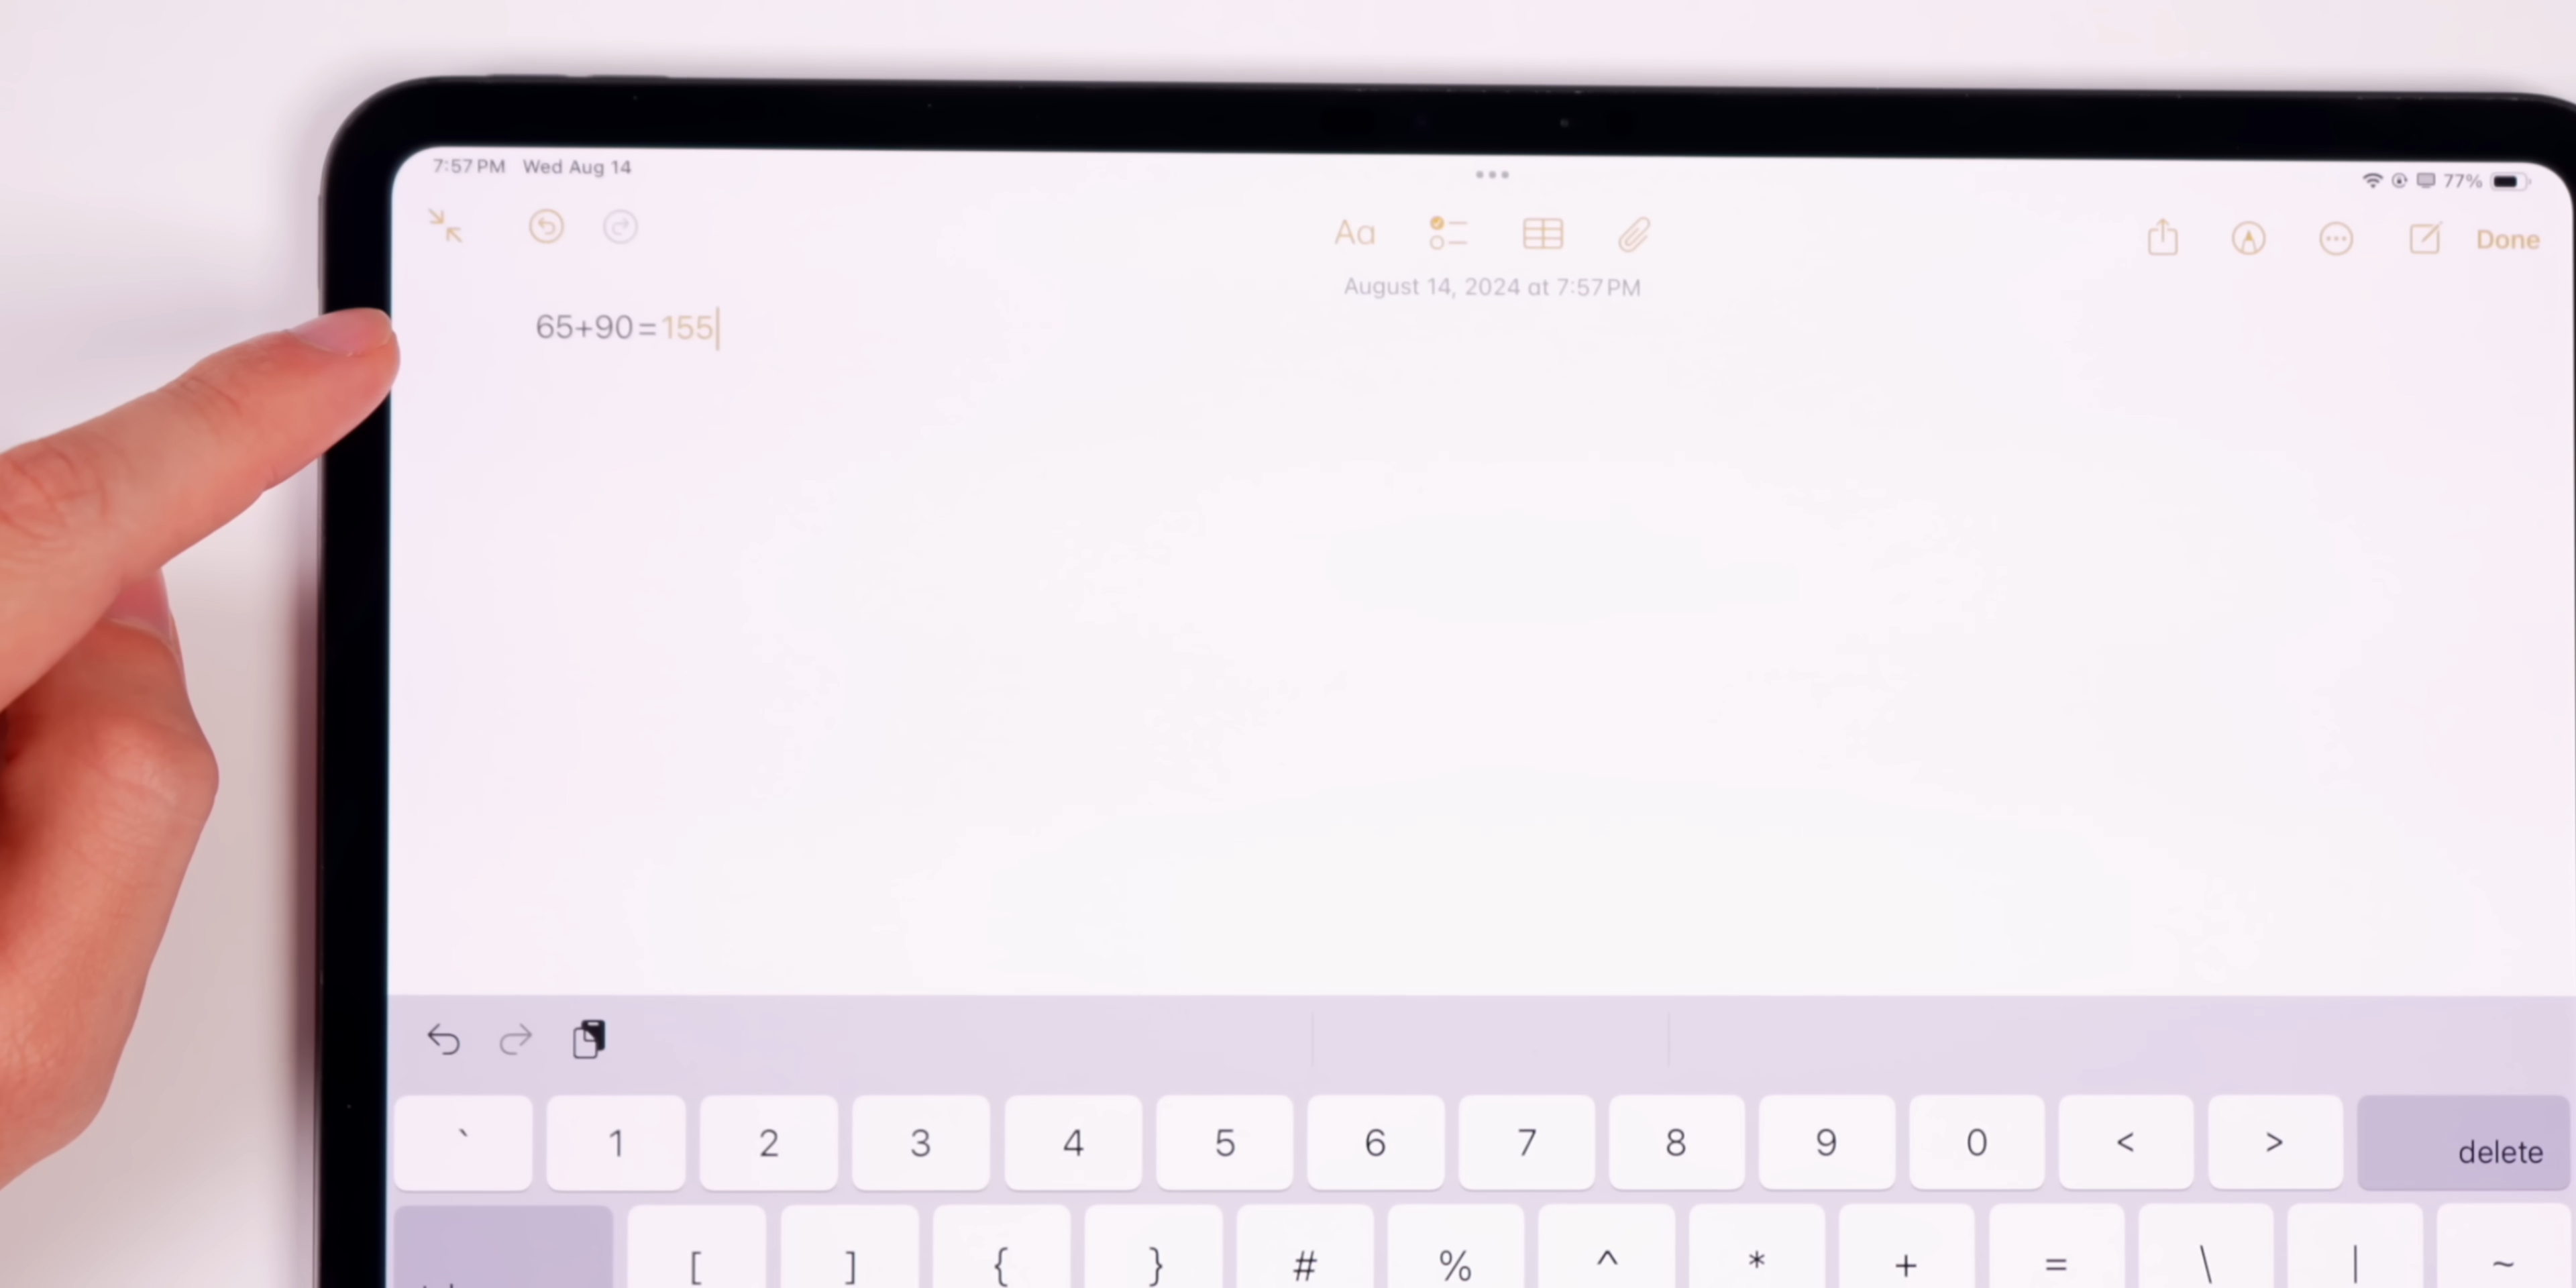 7:57 PM Wed Aug 14
77%
Aa
Done
August 14, 2024 at 7:57 PM
65+90=155
` 1 2 3 4 5 6 7 8 9 0 < > delete
[ ] { } # % ^ * + = \ | ~